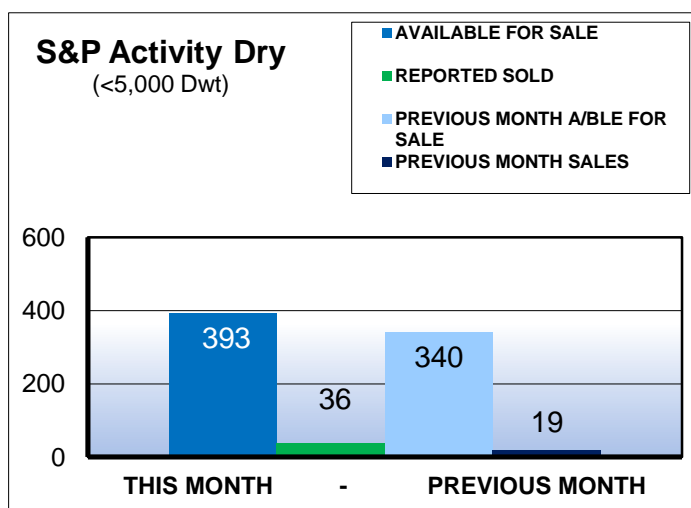 S&P Activity Dry
(<5,000 Dwt)
AVAILABLE FOR SALE
REPORTED SOLD
PREVIOUS MONTH A/BLE FOR
SALE
PREVIOUS MONTH SALES
600
400
200
0
393
36
340
19
THIS MONTH - PREVIOUS MONTH